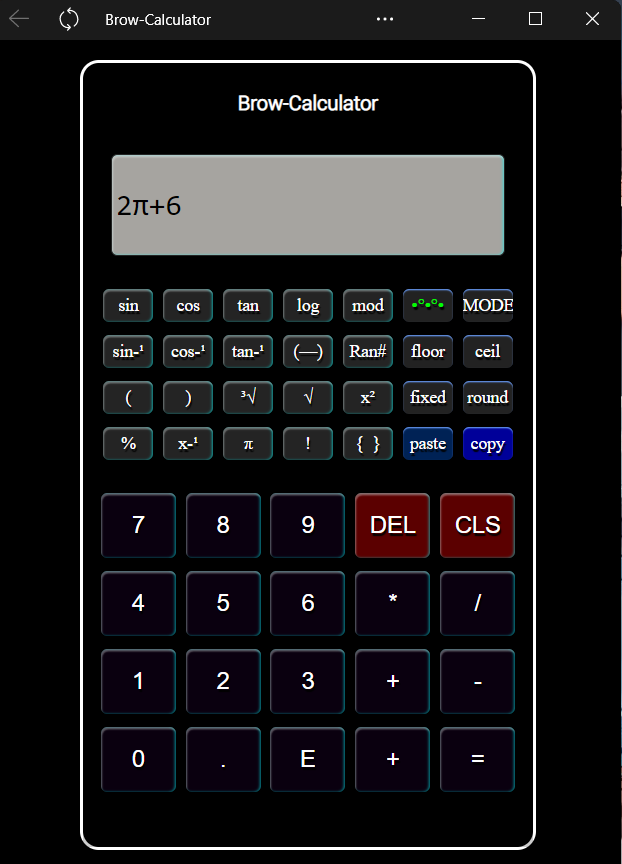 Brow-Calculator
Brow-Calculator
2π+6
sin cos tan log mod MODE
sin-¹ cos-¹ tan-¹ (—) Ran# floor ceil
( ) ³√ √ x² fixed round
% x-¹ π ! { } paste copy
7 8 9 DEL CLS
4 5 6 * /
1 2 3 + -
0 . E + =